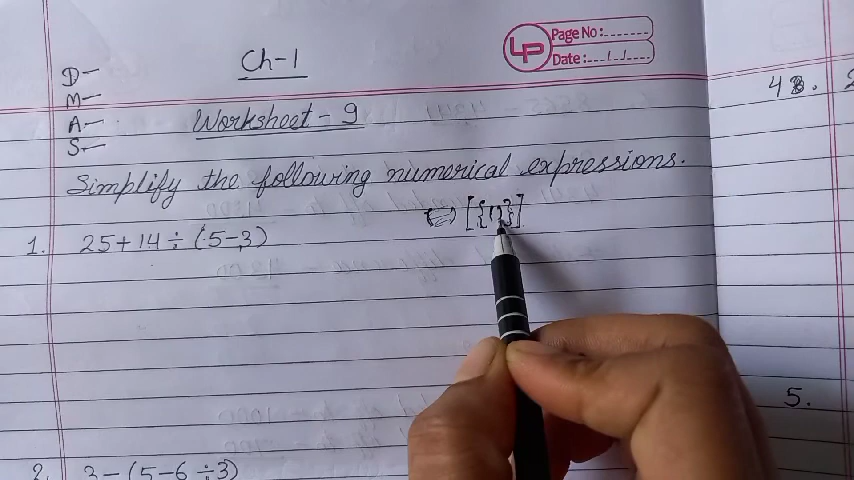 LP
Page No:
Date:
Ch-1
D-
M-
A-
S-
Worksheet - 9
Simplify the following numerical expressions.
[{()}]
1. 25+14÷(5-3)
2. 3-(5-6÷3)
5.